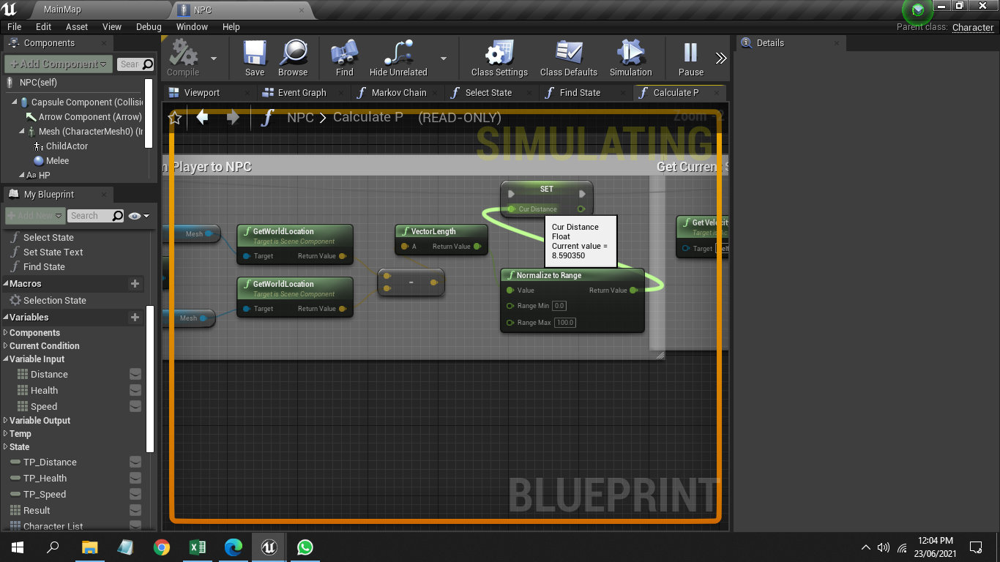 MainMap
NPC
File Edit Asset View Debug Window Help
Parent class: Character
Components
Details
+Add Component
Sear
Compile
Save
Browse
Find
Hide Unrelated
Class Settings
Class Defaults
Simulation
Pause
NPC(self)
Capsule Component (Collisi
Arrow Component (Arrow)
Mesh (CharacterMesh0) (I
ChildActor
Melee
Aa HP
Viewport
Event Graph
Markov Chain
Select State
Find State
Calculate P
NPC > Calculate P (READ-ONLY)
Zoom -2
SIMULATING
Player to NPC
Get Current S
My Blueprint
+Add New
Search
Select State
Set State Text
Find State
Macros
Selection State
Variables
Components
Current Condition
Variable Input
Distance
Health
Speed
Variable Output
Temp
State
TP_Distance
TP_Health
TP_Speed
Result
Character List
SET
Cur Distance
Mesh
GetWorldLocation
Target is Scene Component
Target
Return Value
VectorLength
A
Return Value
Cur Distance
Float
Current value =
8.590350
GetVelocity
Target is Ac
Target
GetWorldLocation
Target is Scene Component
Target
Return Value
-
Normalize to Range
Value
Return Value
Range Min 0.0
Range Max 100.0
Mesh
BLUEPRINT
12:04 PM
23/06/2021